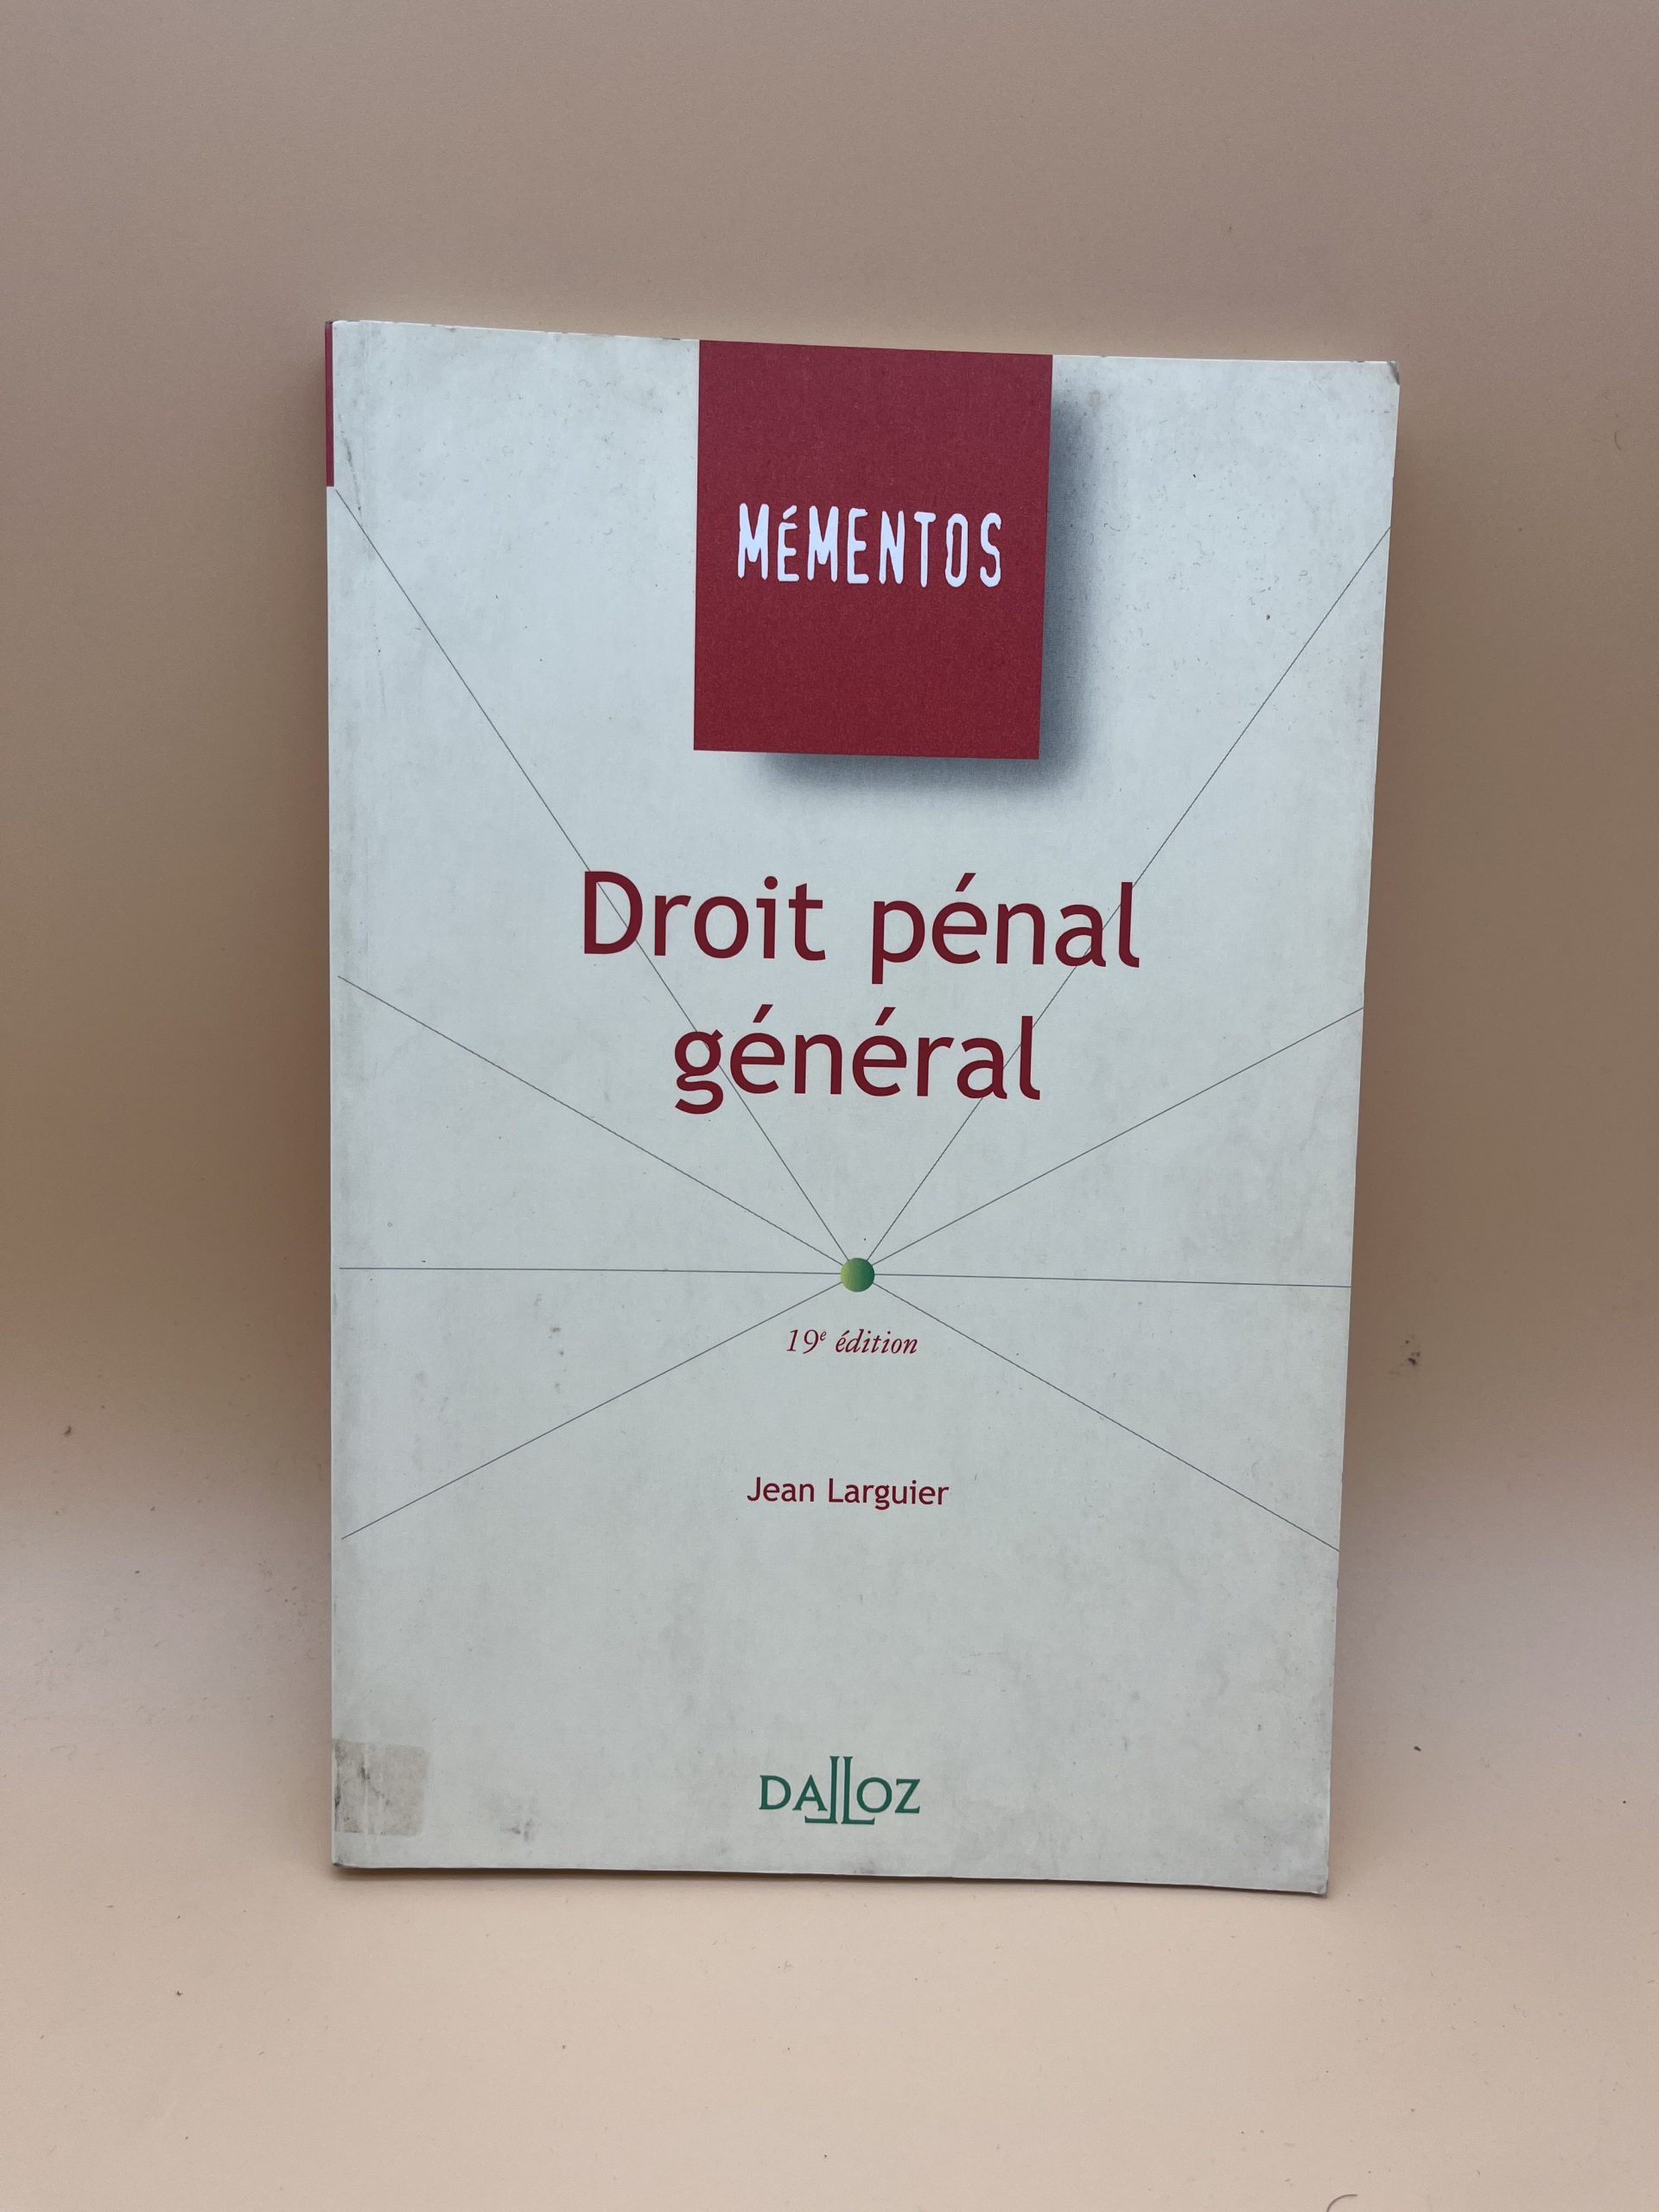 MÉMENTOS
Droit pénal
général
19e édition
Jean Larguier
DALLOZ